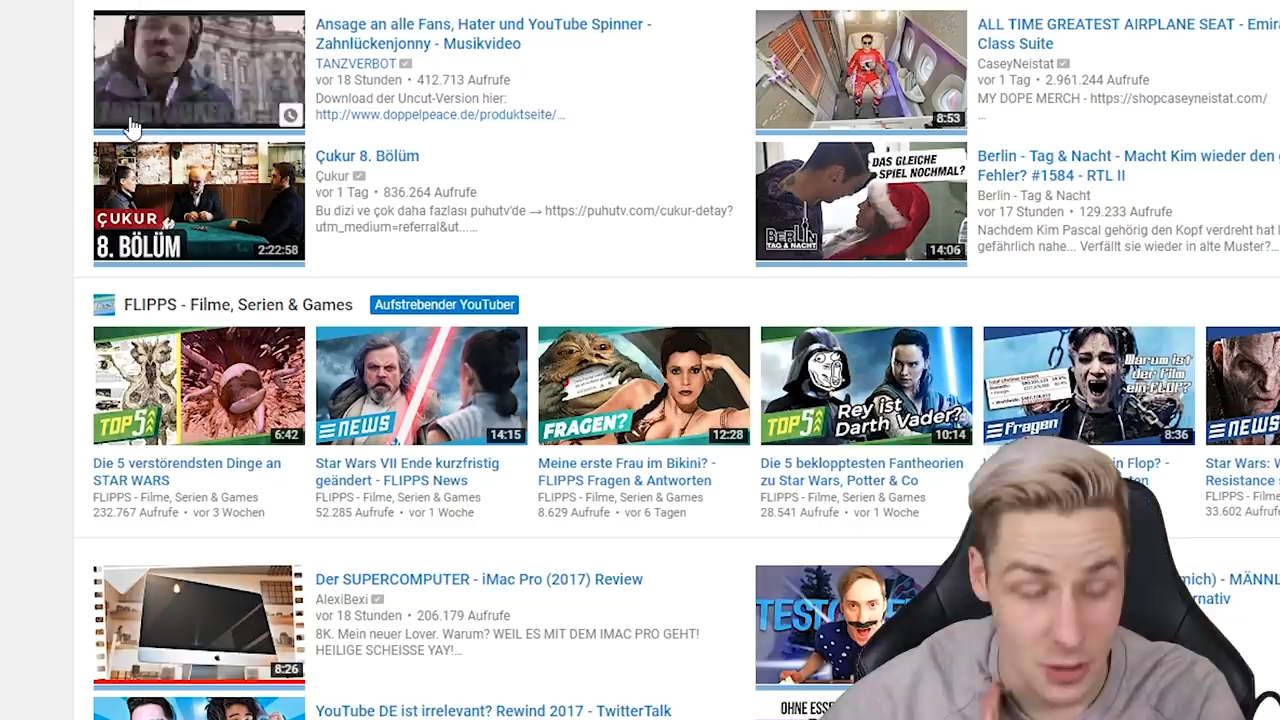 Ansage an alle Fans, Hater und YouTube Spinner -
Zahnlückenjonny - Musikvideo
TANZVERBOT
vor 18 Stunden • 412.713 Aufrufe
Download der Uncut-Version hier:
http://www.doppelpeace.de/produktseite/...
ALL TIME GREATEST AIRPLANE SEAT -
Class Suite
CaseyNeistat
vor 1 Tag • 2.961.244 Aufrufe
MY DOPE MERCH - https://shopcaseyneistat.com/
...
8:53
ÇUKUR
8. BÖLÜM
2:22:58
Çukur 8. Bölüm
Çukur
vor 1 Tag • 836.264 Aufrufe
Bu dizi ve çok daha fazlası puhutv'de → https://puhutv.com/cukur-detay?
utm_medium=referral&ut......
DAS GLEICHE
SPIEL NOCHMAL?
BERLIN
TAG & NACHT
14:06
Berlin - Tag & Nacht - Macht Kim wieder den
Fehler? #1584 - RTL II
Berlin - Tag & Nacht
vor 17 Stunden • 129.233 Aufrufe
Nachdem Kim Pascal gehörig den Kopf verdreht hat
gefährlich nahe... Verfällt sie wieder in alte Muster?...
FLIPPS - Filme, Serien & Games
Aufstrebender YouTuber
TOP5
6:42
NEWS
14:15
FRAGEN?
12:28
TOP5
Rey ist
Darth Vader?
10:14
Warum ist
der Film
ein FLOP?
Fragen
8:36
NEWS
Die 5 verstörendsten Dinge an
STAR WARS
FLIPPS - Filme, Serien & Games
232.767 Aufrufe • vor 3 Wochen
Star Wars VII Ende kurzfristig
geändert - FLIPPS News
FLIPPS - Filme, Serien & Games
52.285 Aufrufe • vor 1 Woche
Meine erste Frau im Bikini? -
FLIPPS Fragen & Antworten
FLIPPS - Filme, Serien & Games
8.629 Aufrufe • vor 6 Tagen
Die 5 beklopptesten Fantheorien
zu Star Wars, Potter & Co
FLIPPS - Filme, Serien & Games
28.541 Aufrufe • vor 1 Woche
in Flop? -
Star Wars:
Resistance
FLIPPS -
33.602
8:26
Der SUPERCOMPUTER - iMac Pro (2017) Review
AlexiBexi
vor 18 Stunden • 206.179 Aufrufe
8K. Mein neuer Lover. Warum? WEIL ES MIT DEM IMAC PRO GEHT!
HEILIGE SCHEISSE YAY!...
mich) -
YouTube DE ist irrelevant? Rewind 2017 - TwitterTalk
OHNE